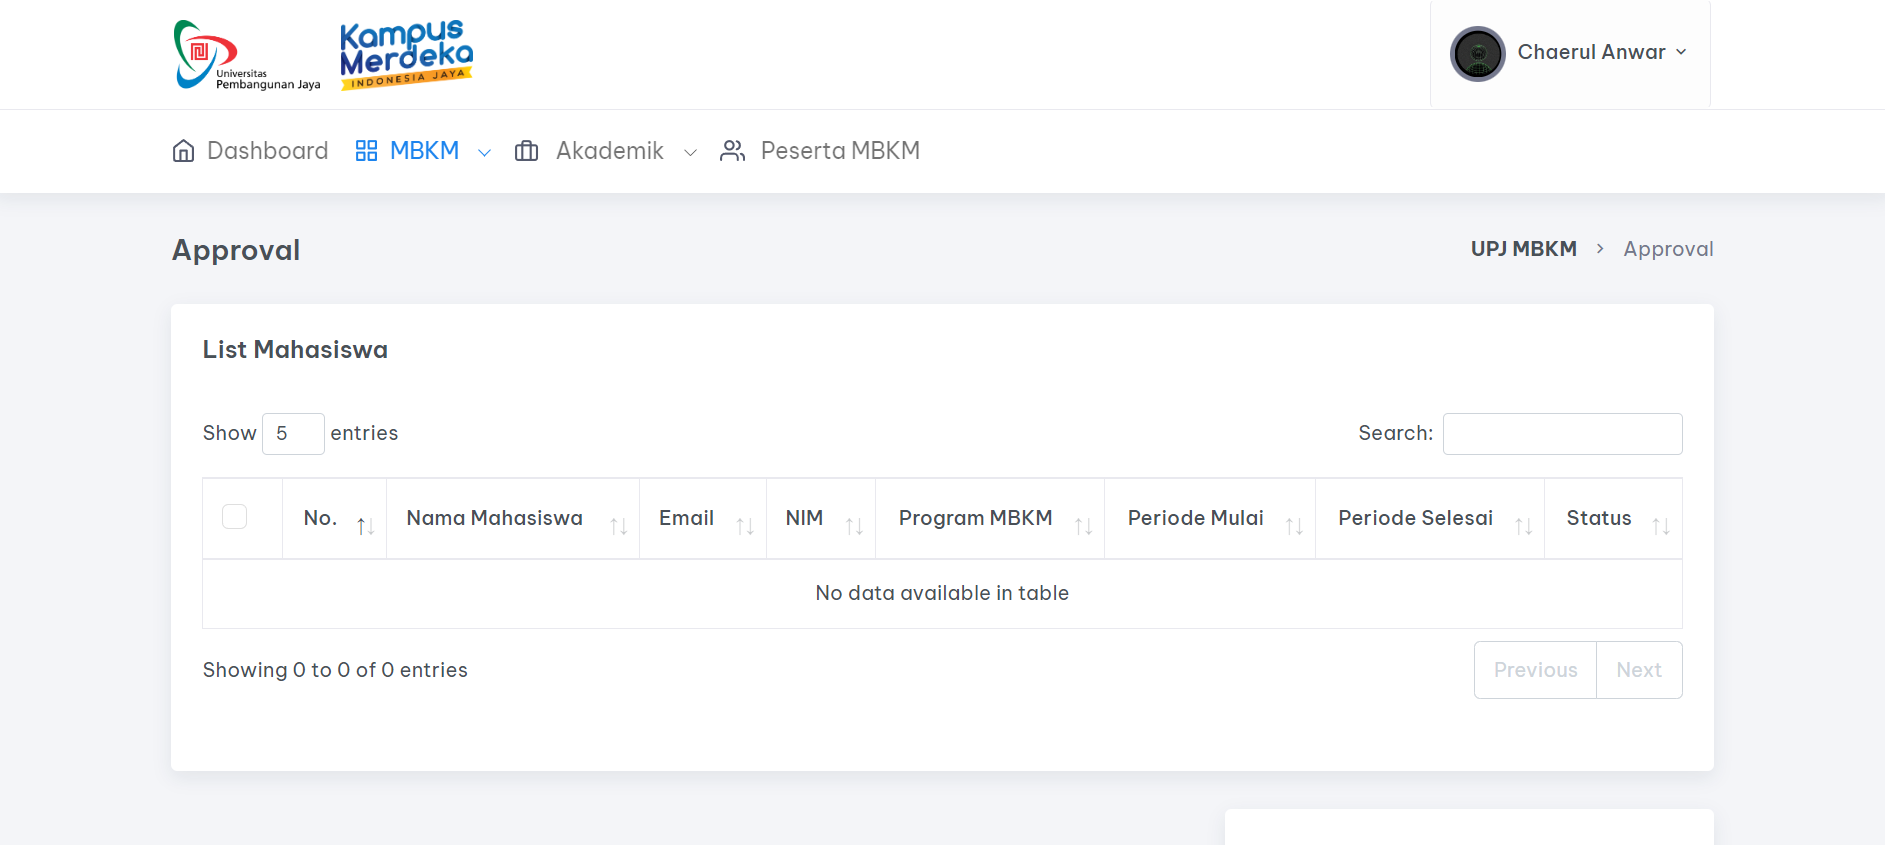 Universitas
Pembangunan Jaya
Kampus
Merdeka
INDONESIA JAYA
Chaerul Anwar
Dashboard MBKM Akademik Peserta MBKM
Approval
UPJ MBKM > Approval
List Mahasiswa
Show 5 entries
Search:
No. Nama Mahasiswa Email NIM Program MBKM Periode Mulai Periode Selesai Status
No data available in table
Showing 0 to 0 of 0 entries
Previous Next